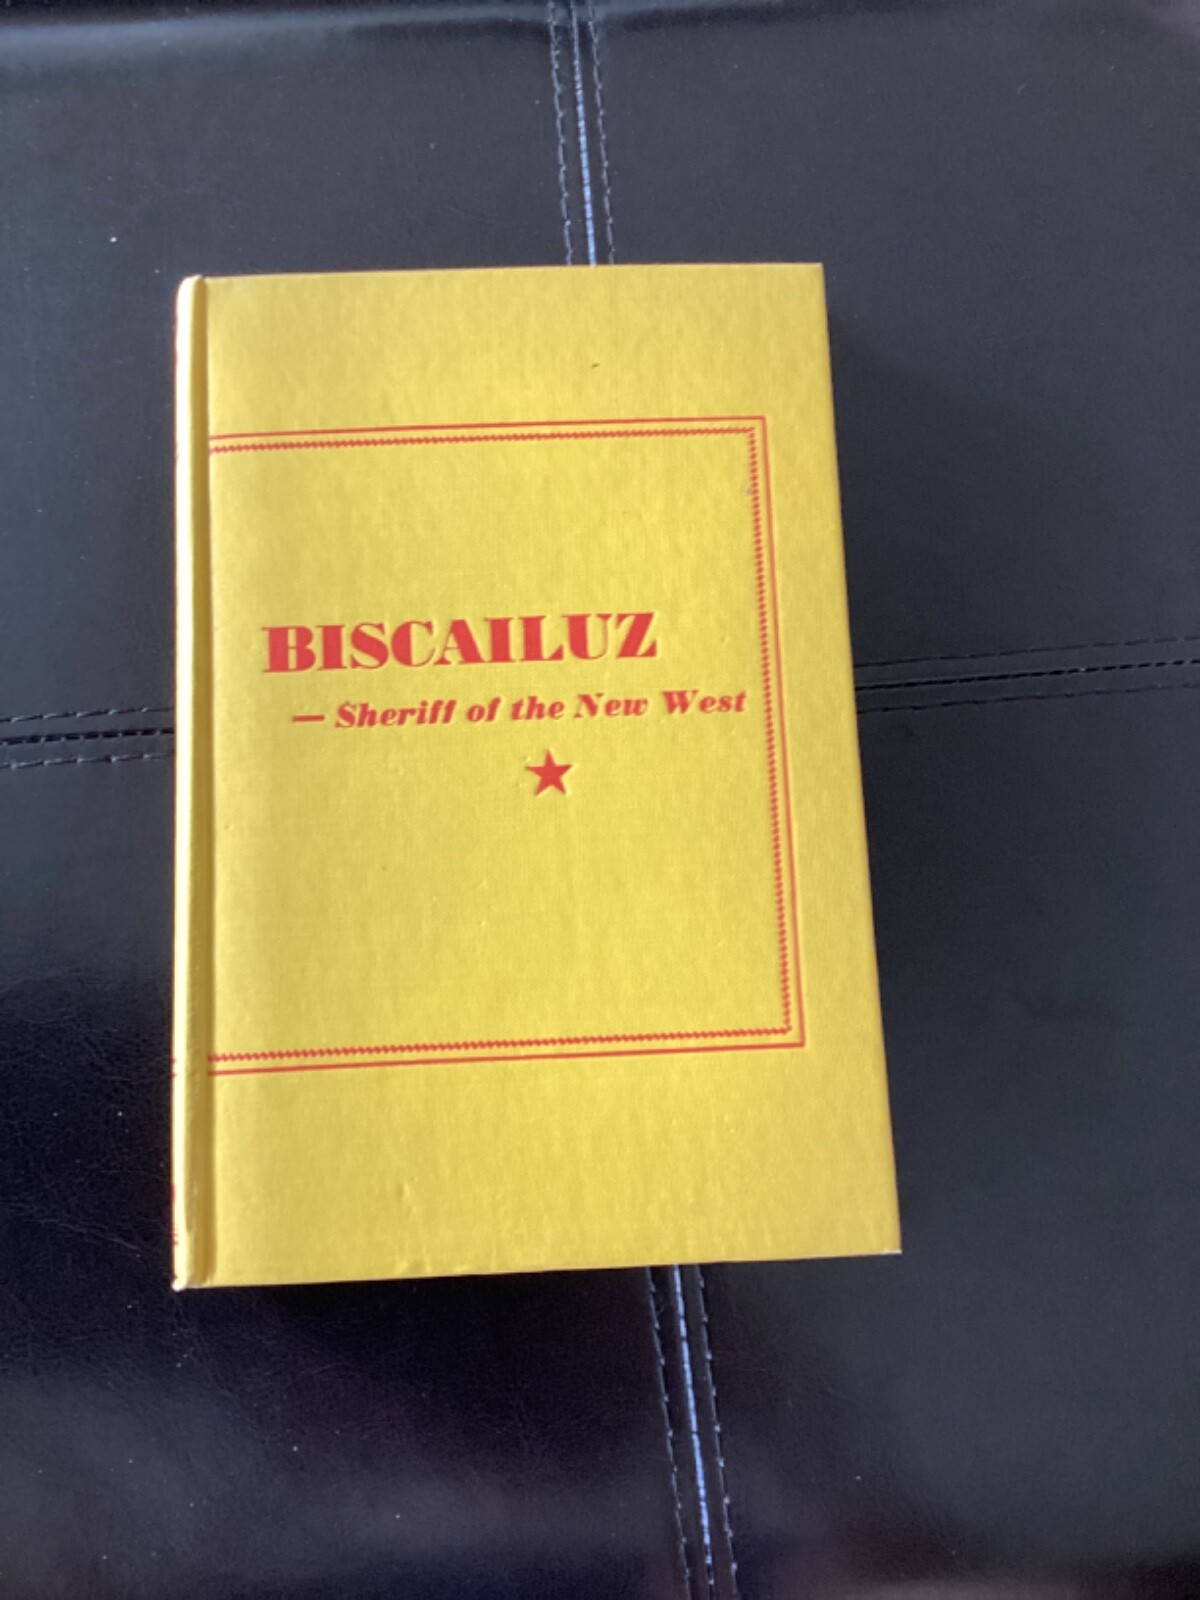 BISCAILUZ
— Sheriff of the New West